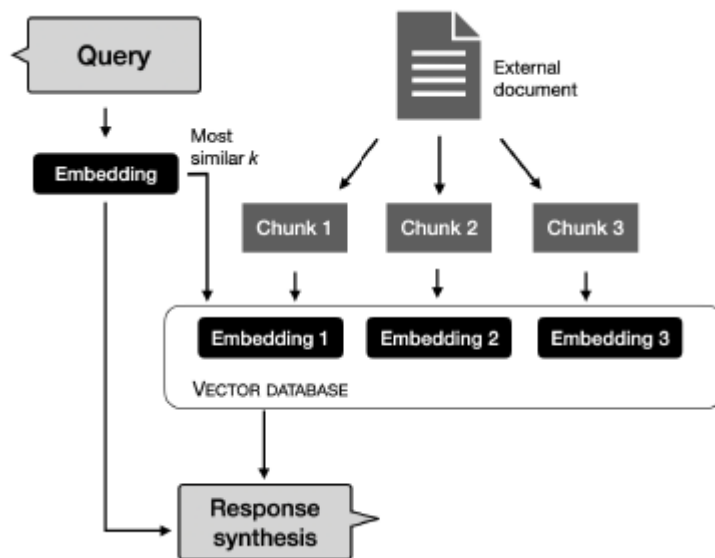 Query
External
document
Most
similar k
Embedding
Chunk 1
Chunk 2
Chunk 3
Embedding 1
Embedding 2
Embedding 3
VECTOR DATABASE
Response
synthesis